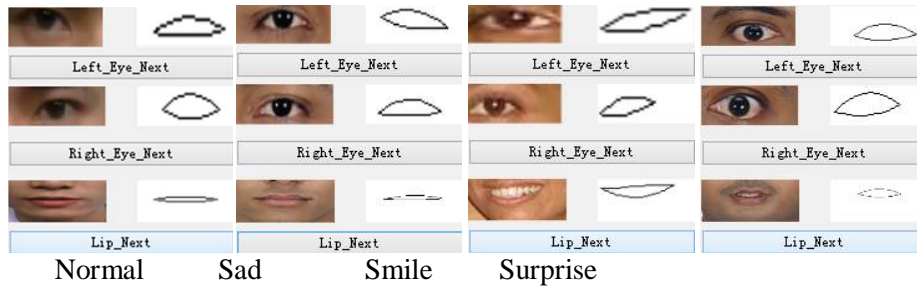 Left_Eye_Next Left_Eye_Next Left_Eye_Next Left_Eye_Next
Right_Eye_Next Right_Eye_Next Right_Eye_Next Right_Eye_Next
Lip_Next Lip_Next Lip_Next Lip_Next
Normal Sad Smile Surprise